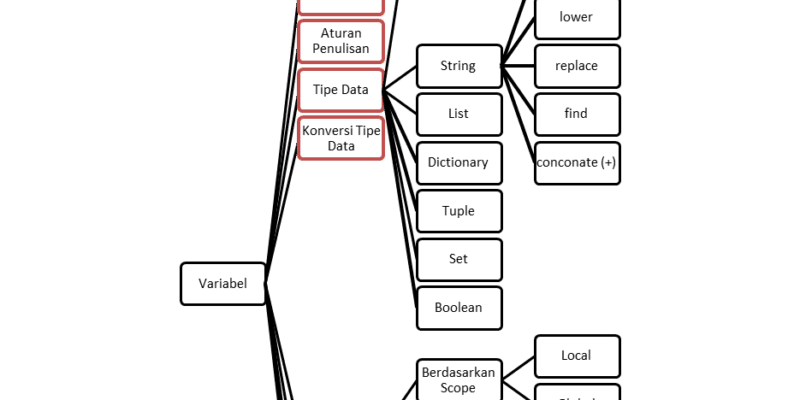 lower
Aturan
Penulisan
String
replace
Tipe Data
List
find
Konversi Tipe
Data
Dictionary
conconate (+)
Tuple
Set
Variabel
Boolean
Local
Berdasarkan
Scope